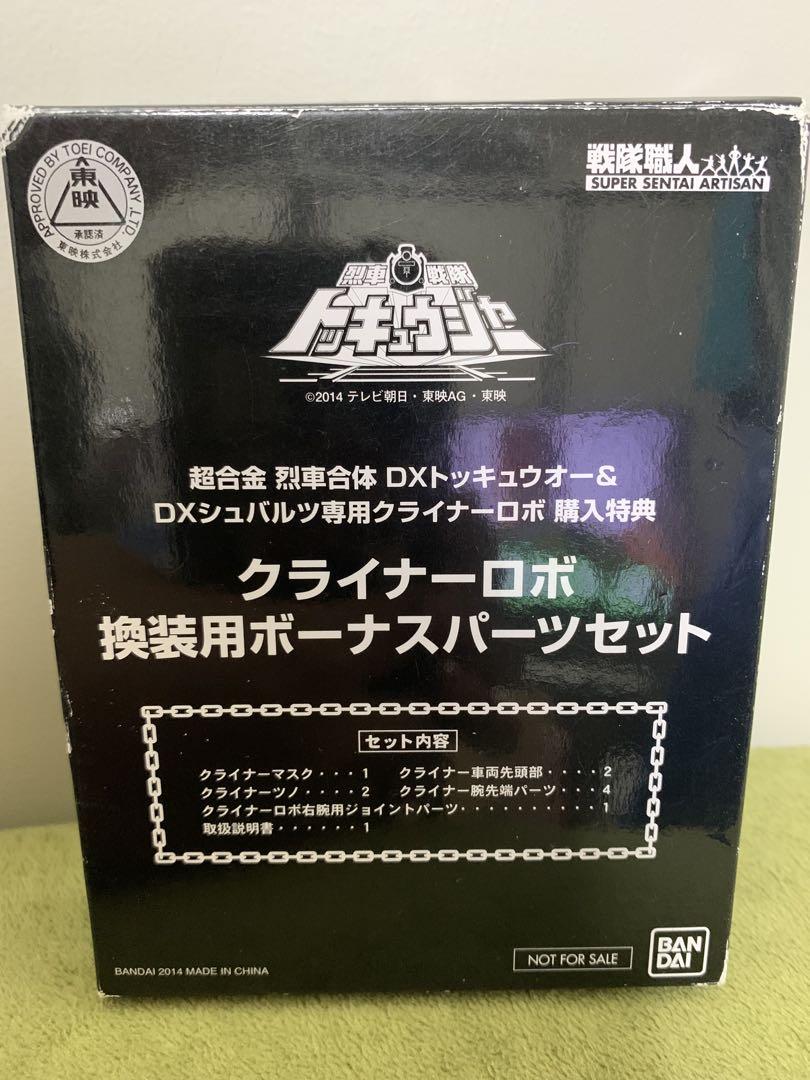 APPROVED BY TOEI COMPANY, LTD.
東映
承認済
東映株式会社
戦隊職人
SUPER SENTAI ARTISAN
烈車戦隊
トッキュウジャー
©2014 テレビ朝日・東映AG・東映
超合金 烈車合体 DXトッキュウオー&
DXシュバルツ専用クライナーロボ 購入特典
クライナーロボ
換装用ボーナスパーツセット
セット内容
クライナーマスク・・・1 クライナー車両先頭部・・・・2
クライナーツノ・・・・2 クライナー腕先端パーツ・・・4
クライナーロボ右腕用ジョイントパーツ・・・・・・・・・・1
取扱説明書・・・・・・1
BANDAI 2014 MADE IN CHINA
NOT FOR SALE
BAN
DAI